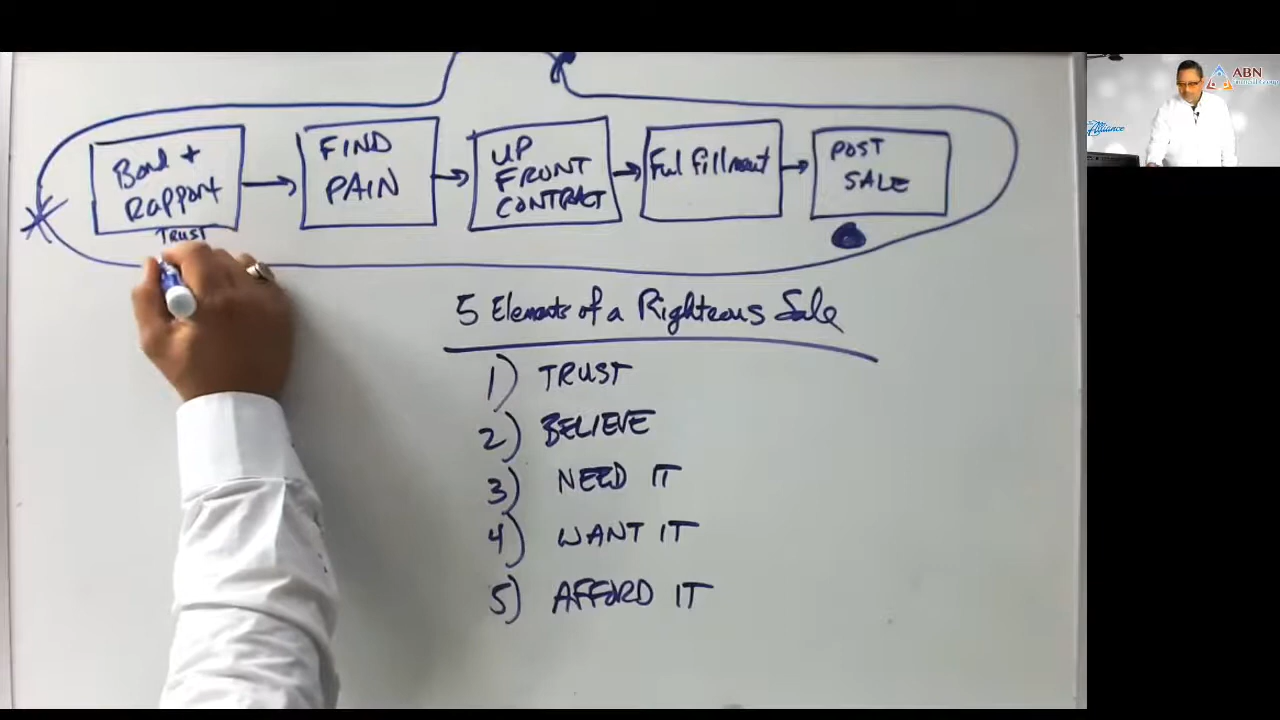 Bond +
Rapport
TRUST
FIND
PAIN
UP
FRONT
CONTRACT
Fulfillment
POST
SALE
5 Elements of a Righteous Sale
1) TRUST
2) BELIEVE
3) NEED IT
4) WANT IT
5) AFFORD IT
ABN
Alliance